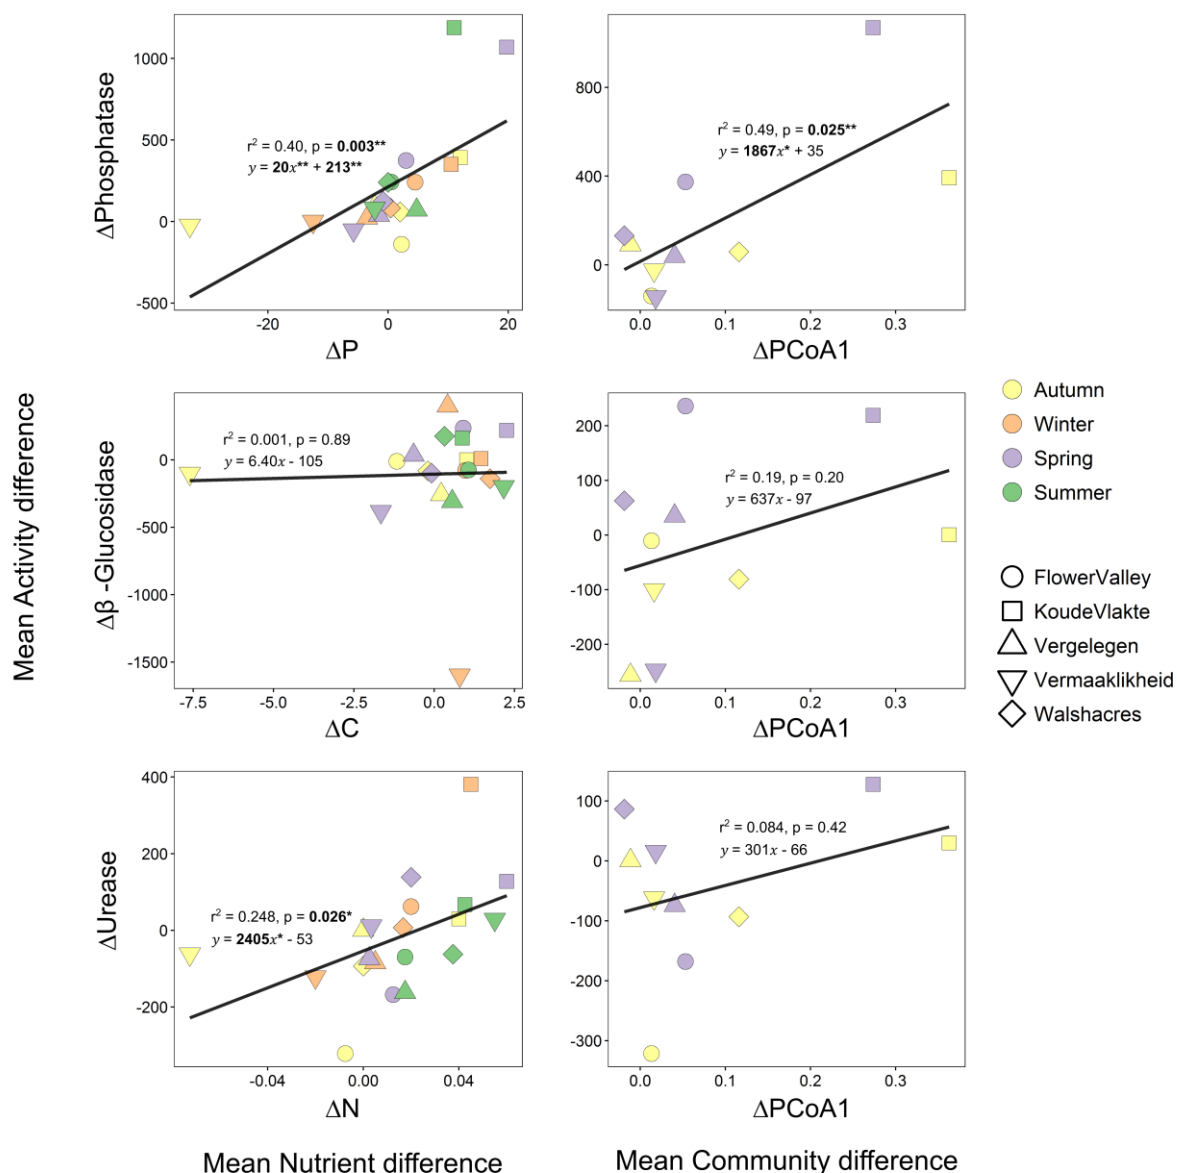 1000
500
0
-500
ΔPhosphatase
r² = 0.40, p = 0.003**
y = 20x** + 213**
-20
0
20
ΔP
800
400
0
r² = 0.49, p = 0.025**
y = 1867x* + 35
0.0
0.1
0.2
0.3
ΔPCoA1
Mean Activity difference
0
-500
-1000
-1500
Δβ -Glucosidase
r² = 0.001, p = 0.89
y = 6.40x - 105
-7.5
-5.0
-2.5
0.0
2.5
ΔC
200
100
0
-100
-200
r² = 0.19, p = 0.20
y = 637x - 97
0.0
0.1
0.2
0.3
ΔPCoA1
Autumn
Winter
Spring
Summer
FlowerValley
KoudeVlakte
Vergelegen
Vermaaklikheid
Walshacres
400
200
0
-200
ΔUrease
r² = 0.248, p = 0.026*
y = 2405x* - 53
-0.04
0.00
0.04
ΔN
100
0
-100
-200
-300
r² = 0.084, p = 0.42
y = 301x - 66
0.0
0.1
0.2
0.3
ΔPCoA1
Mean Nutrient difference
Mean Community difference